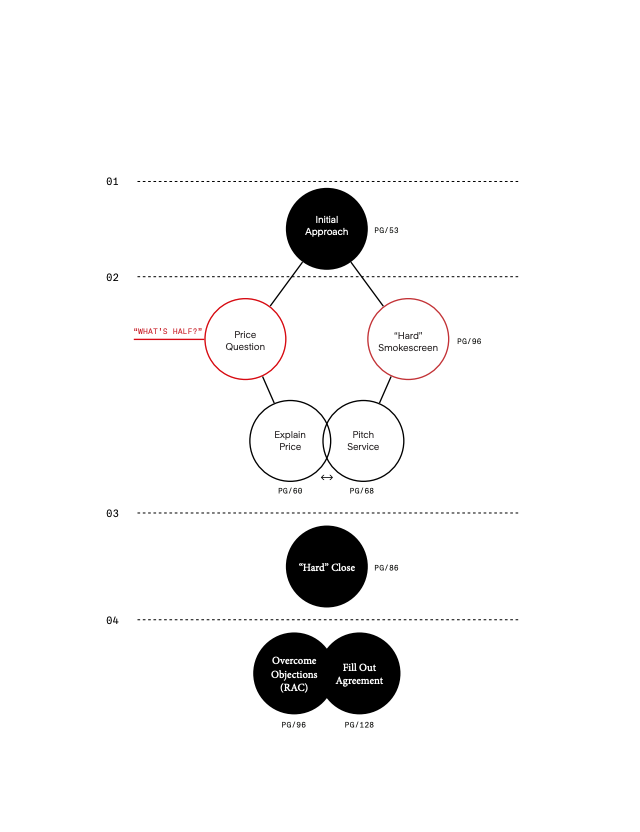 01
Initial
Approach
PG/53
02
"WHAT'S HALF?"
Price
Question
“Hard”
Smokescreen
PG/96
Explain
Price
Pitch
Service
PG/60
PG/68
03
“Hard” Close
PG/86
04
Overcome
Objections
(RAC)
Fill Out
Agreement
PG/96
PG/128